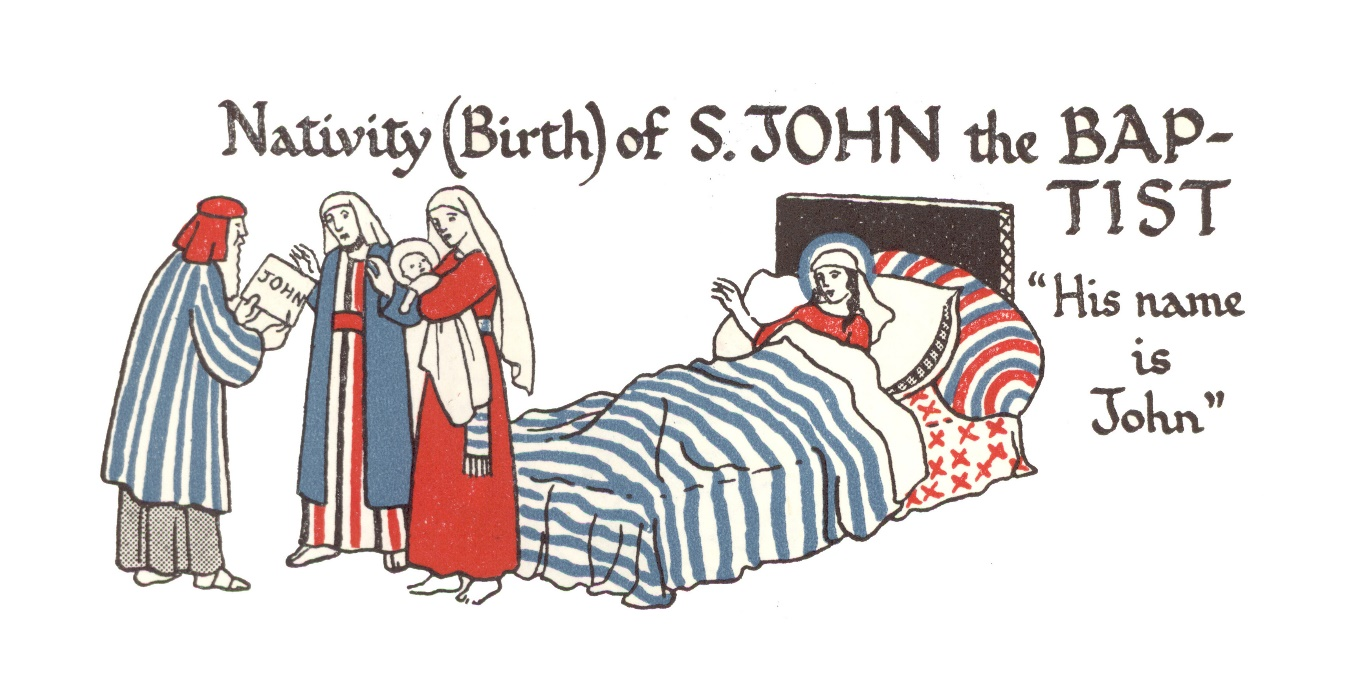 Nativity (Birth) of S. JOHN the BAP-
TIST
JOHN
"His name
is
John"